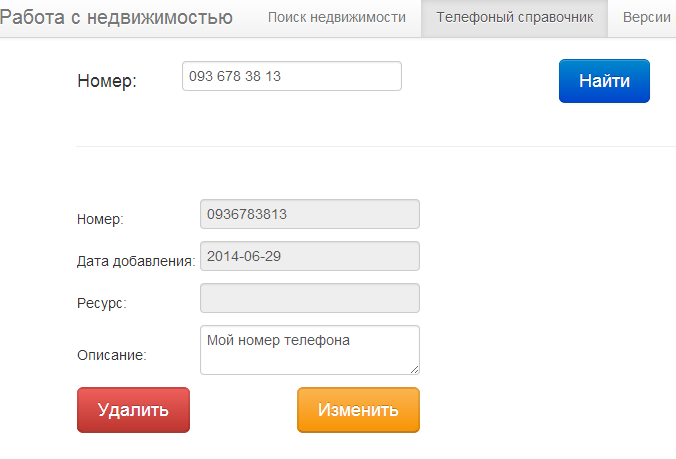 Работа с недвижимостью Поиск недвижимости Телефоный справочник Версии
Номер: 093 678 38 13 Найти
Номер: 0936783813
Дата добавления: 2014-06-29
Ресурс:
Описание: Мой номер телефона
Удалить Изменить